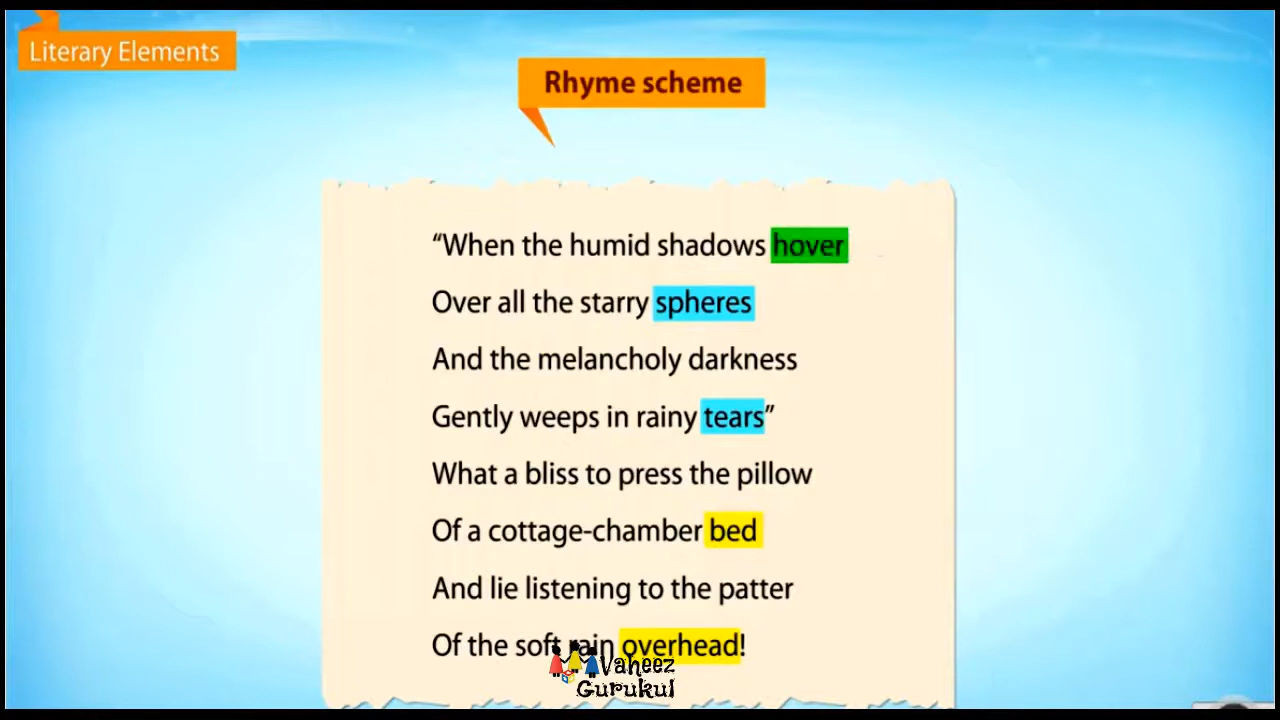 Literary Elements
Rhyme scheme
“When the humid shadows hover
Over all the starry spheres
And the melancholy darkness
Gently weeps in rainy tears”
What a bliss to press the pillow
Of a cottage-chamber bed
And lie listening to the patter
Of the soft rain overhead!
Vaheez
Gurukul